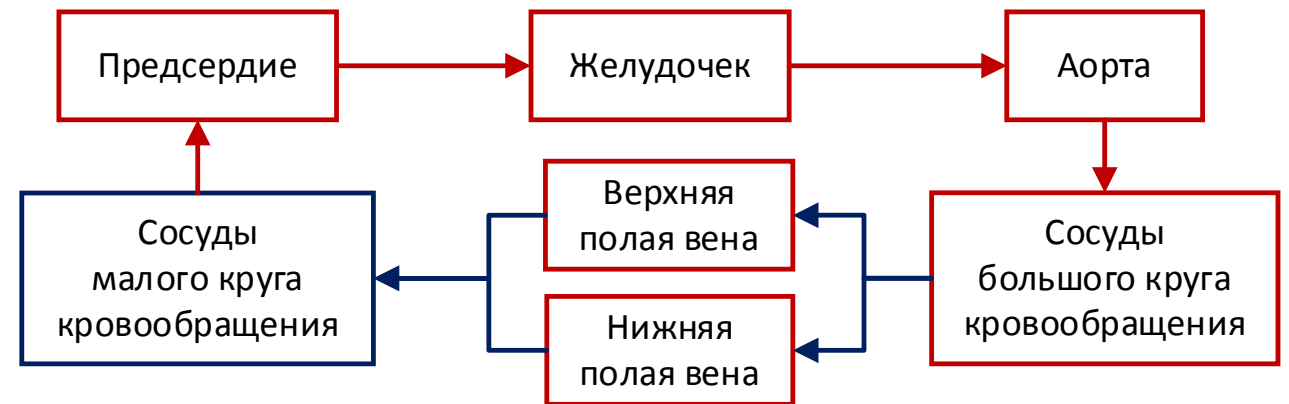 Предсердие
Желудочек
Аорта
Сосуды
малого круга
кровообращения
Верхняя
полая вена
Нижняя
полая вена
Сосуды
большого круга
кровообращения